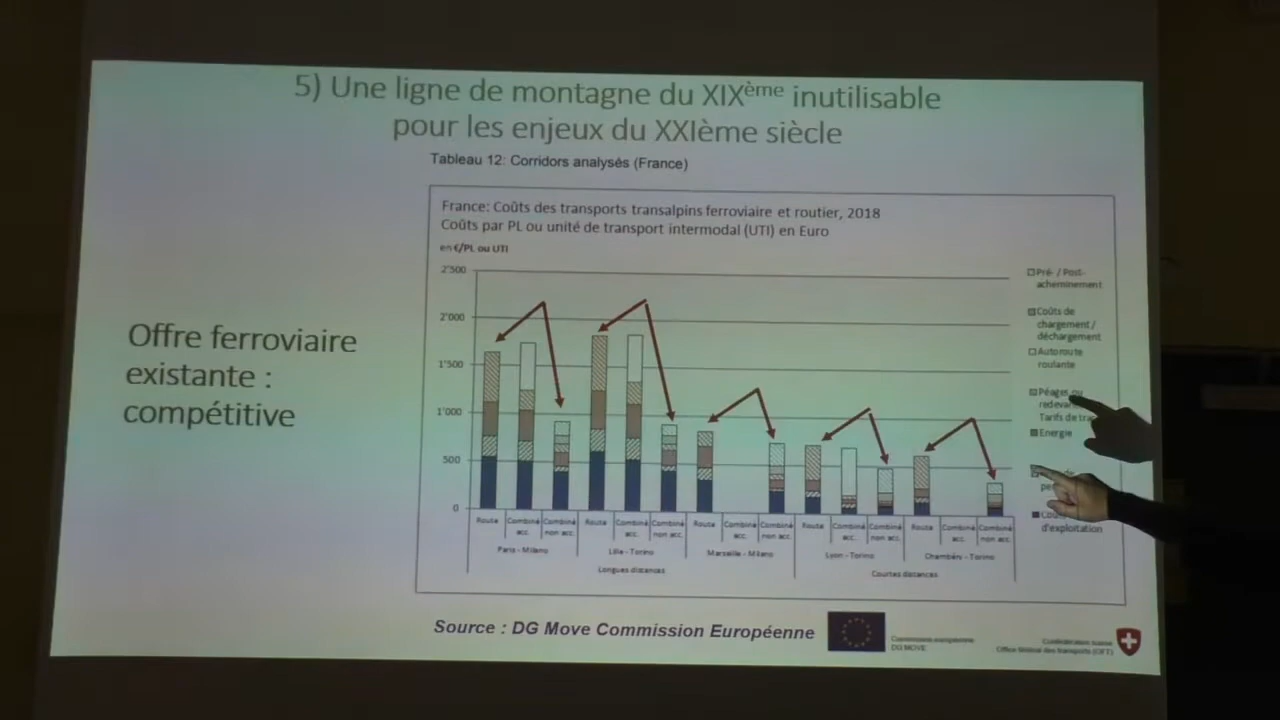 5) Une ligne de montagne du XIXème inutilisable
pour les enjeux du XXIème siècle
Tableau 12: Corridors analysés (France)
France: Coûts des transports transalpins ferroviaire et routier, 2018
Coûts par PL ou unité de transport intermodal (UTI) en Euro
en €/PL ou UTI
2'500
2'000
1'500
1'000
500
0
Offre ferroviaire
existante :
compétitive
Pré- / Post-
acheminement
Coûts de
chargement /
déchargement
Autoroute
roulante
Péages ou
Tarifs de
Energie
d'exploitation
Route Combiné acc. Combiné non acc. Route Combiné acc. Combiné non acc. Route Combiné acc. Combiné non acc. Route Combiné acc. Combiné non acc. Route Combiné acc. Combiné non acc.
Paris - Milano Lille - Torino Marseille - Milano Lyon - Torino Chambéry - Torino
Longues distances Courtes distances
Source : DG Move Commission Européenne
Commission européenne
DG MOVE
Confédération suisse
Office fédéral des transports (OFT)